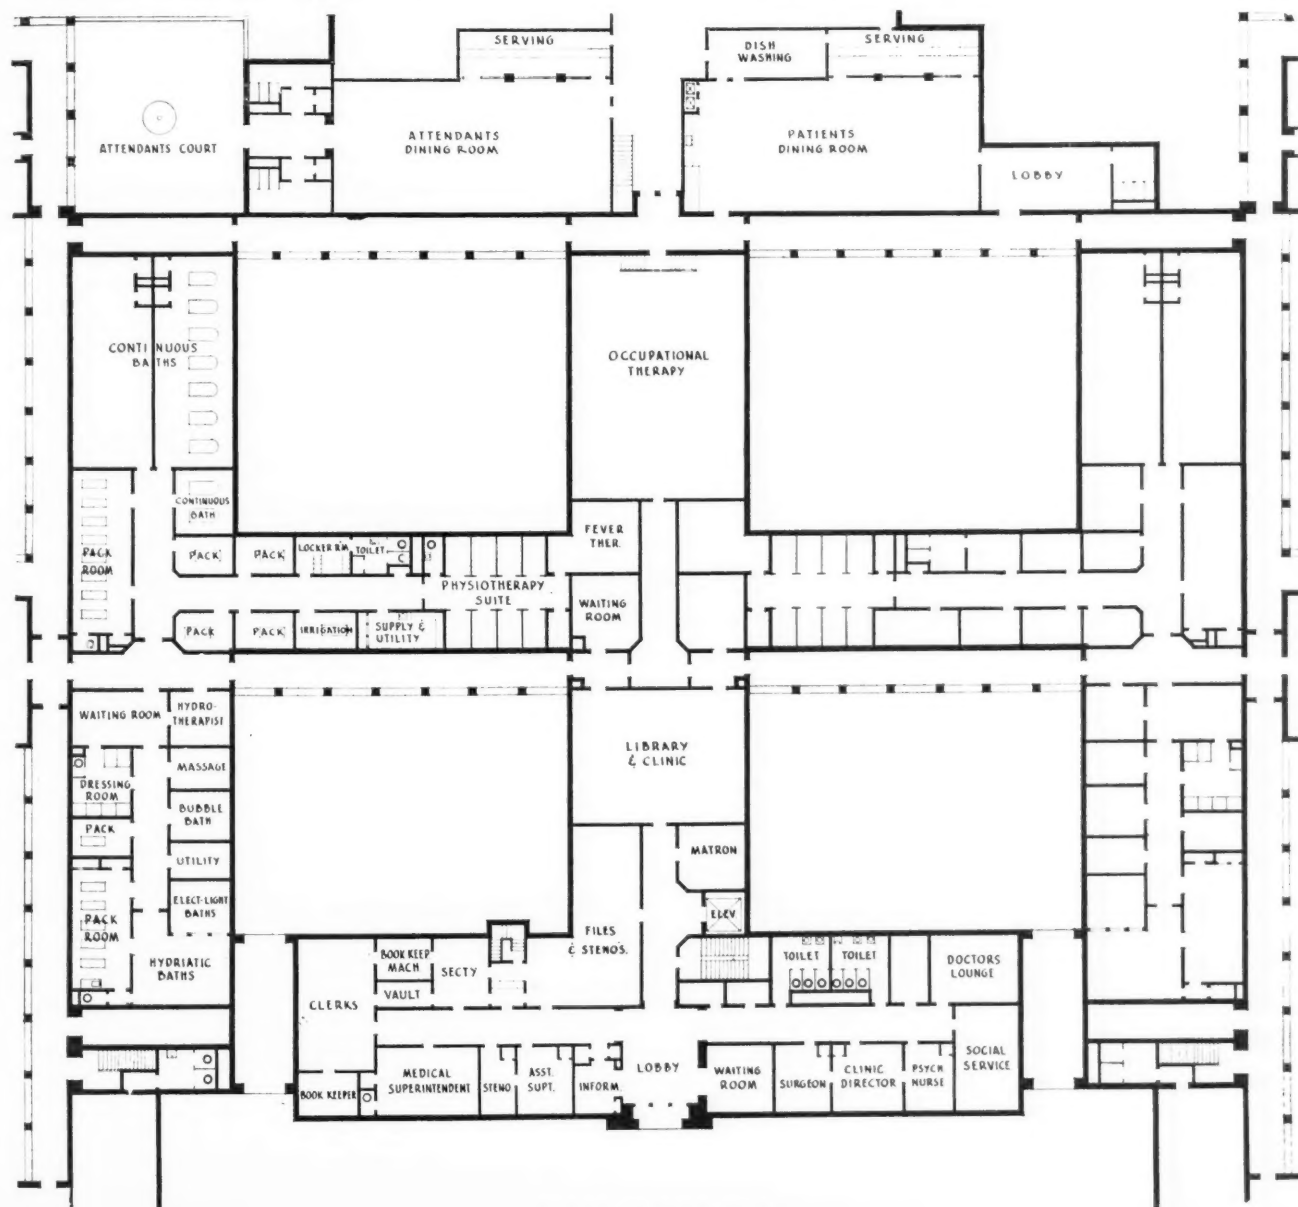 SERVING
DISH
WASHING
SERVING
ATTENDANTS COURT
ATTENDANTS
DINING ROOM
PATIENTS
DINING ROOM
LOBBY
CONTINUOUS
BATHS
OCCUPATIONAL
THERAPY
CONTINUOUS
BATH
PACK
ROOM
PACK
PACK
LOCKER RM
TOILET
FEVER
THER.
PHYSIOTHERAPY
SUITE
WAITING
ROOM
PACK
PACK
IRRIGATION
SUPPLY &
UTILITY
WAITING ROOM
HYDRO-
THERAPIST
LIBRARY
& CLINIC
MASSAGE
DRESSING
ROOM
BUBBLE
BATH
PACK
UTILITY
MATRON
ELECT-LIGHT
BATHS
ELEV
PACK
ROOM
FILES
& STENOS.
HYDRIATIC
BATHS
BOOK KEEP
MACH
SECTY
TOILET
TOILET
DOCTORS
LOUNGE
CLERKS
VAULT
MEDICAL
SUPERINTENDENT
STENO
ASST.
SUPT.
INFORM.
LOBBY
WAITING
ROOM
SURGEON
CLINIC
DIRECTOR
PSYCH.
NURSE
SOCIAL
SERVICE
BOOK KEEPER